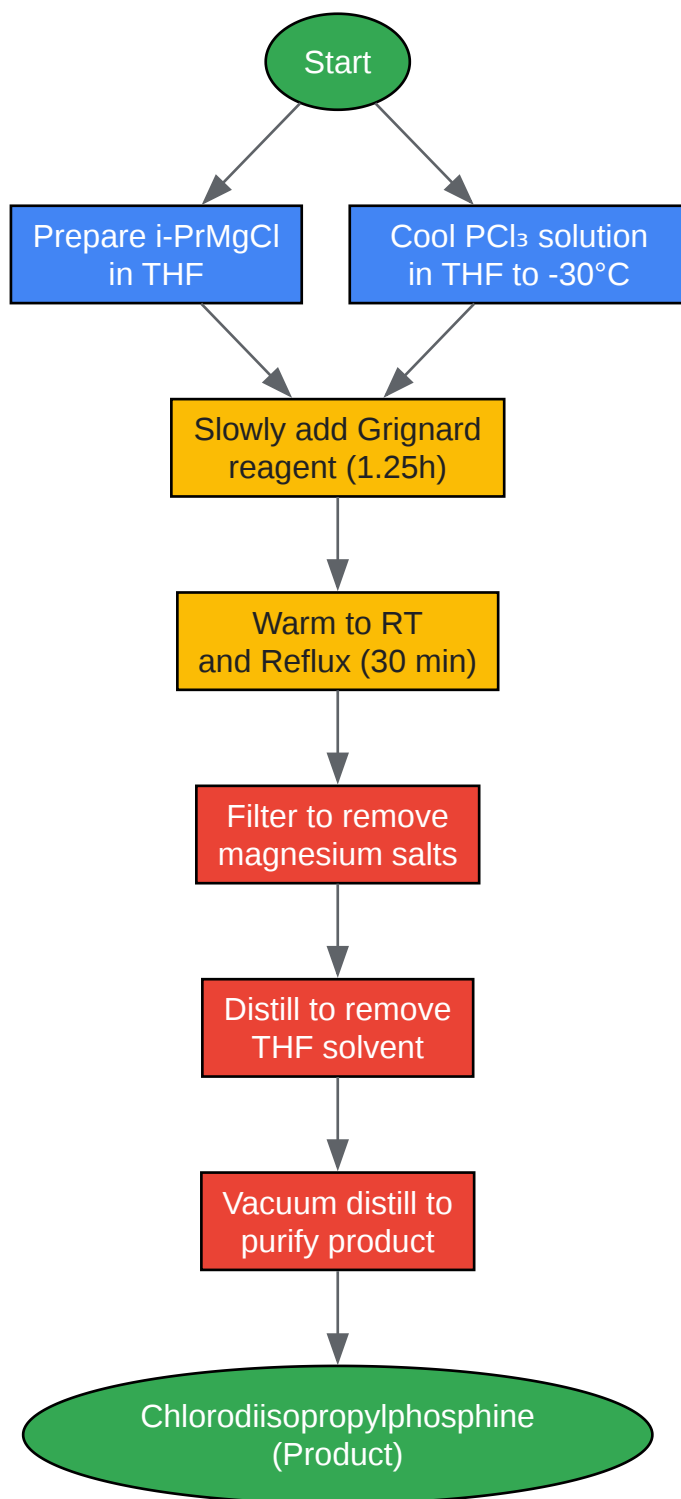 Start
Prepare i-PrMgCl
in THF
Cool PCl₃ solution
in THF to -30°C
Slowly add Grignard
reagent (1.25h)
Warm to RT
and Reflux (30 min)
Filter to remove
magnesium salts
Distill to remove
THF solvent
Vacuum distill to
purify product
Chlorodiisopropylphosphine
(Product)